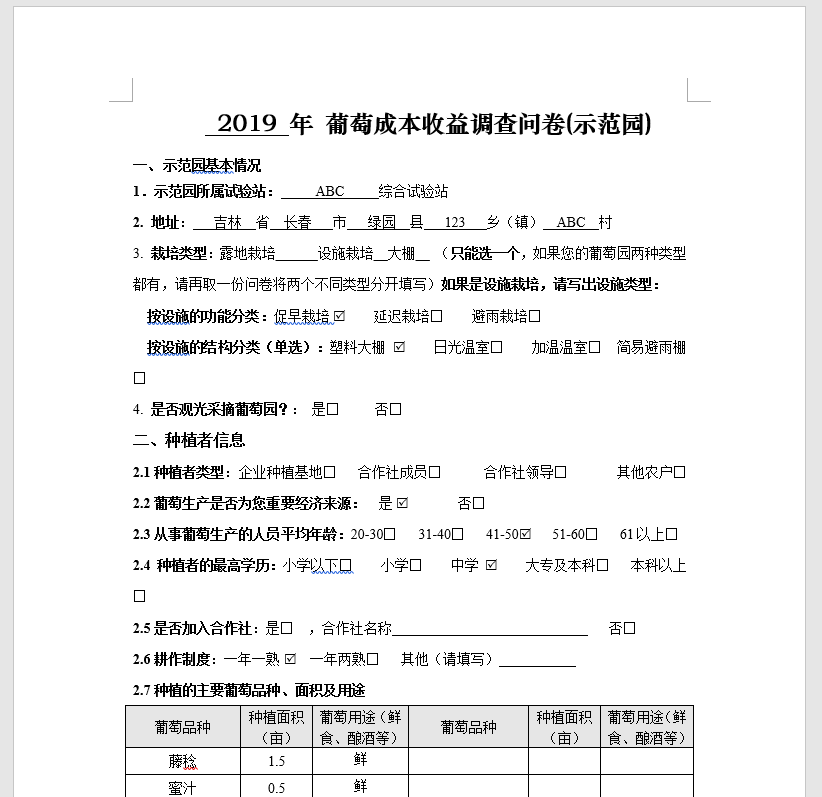 2019 年 葡萄成本收益调查问卷(示范园)
一、示范园基本情况
1. 示范园所属试验站：ABC综合试验站
2. 地址：吉林省长春市绿园县123乡（镇）ABC村
3. 栽培类型：露地栽培______设施栽培__大棚__（只能选一个，如果您的葡萄园两种类型
都有，请再取一份问卷将两个不同类型分开填写）如果是设施栽培，请写出设施类型：
按设施的功能分类：促早栽培☑ 延迟栽培☐ 避雨栽培☐
按设施的结构分类（单选）：塑料大棚 ☑ 日光温室☐ 加温温室☐ 简易避雨棚
☐
4. 是否观光采摘葡萄园？： 是☐ 否☐
二、种植者信息
2.1 种植者类型：企业种植基地☐ 合作社成员☐ 合作社领导☐ 其他农户☐
2.2 葡萄生产是否为您重要经济来源： 是☑ 否☐
2.3 从事葡萄生产的人员平均年龄：20-30☐ 31-40☐ 41-50☑ 51-60☐ 61以上☐
2.4 种植者的最高学历：小学以下☐ 小学☐ 中学 ☑ 大专及本科☐ 本科以上
☐
2.5 是否加入合作社：是☐ ，合作社名称____________________________ 否☐
2.6 耕作制度：一年一熟☑ 一年两熟☐ 其他（请填写）___________
2.7 种植的主要葡萄品种、面积及用途
葡萄品种 种植面积（亩） 葡萄用途（鲜食、酿酒等） 葡萄品种 种植面积（亩） 葡萄用途（鲜食、酿酒等）
藤稔 1.5 鲜
蜜汁 0.5 鲜